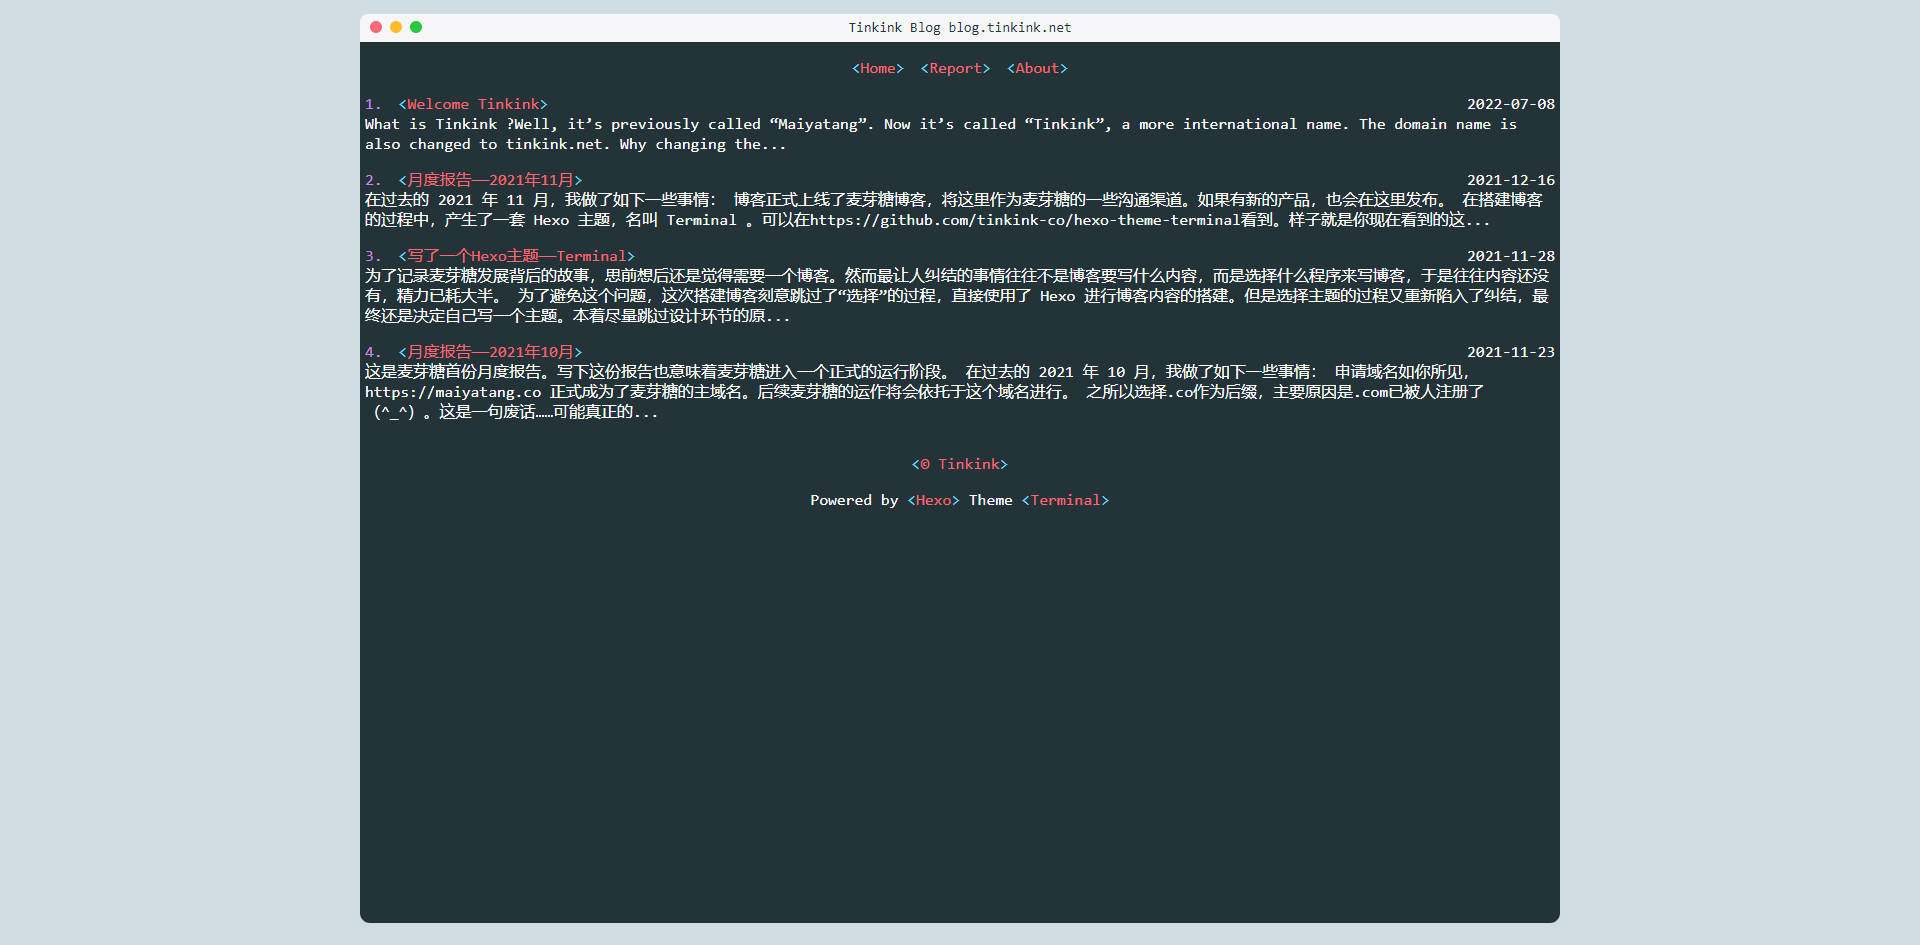 Tinkink Blog blog.tinkink.net
<Home> <Report> <About>
1. <Welcome Tinkink> 2022-07-08
What is Tinkink ?Well, it’s previously called “Maiyatang”. Now it’s called “Tinkink”, a more international name. The domain name is
also changed to tinkink.net. Why changing the...
2. <月度报告——2021年11月> 2021-12-16
在过去的 2021 年 11 月，我做了如下一些事情： 博客正式上线了麦芽糖博客，将这里作为麦芽糖的一些沟通渠道。如果有新的产品，也会在这里发布。 在搭建博客
的过程中，产生了一套 Hexo 主题，名叫 Terminal 。可以在https://github.com/tinkink-co/hexo-theme-terminal看到。样子就是你现在看到的这...
3. <写了一个Hexo主题——Terminal> 2021-11-28
为了记录麦芽糖发展背后的故事，思前想后还是觉得需要一个博客。然而最让人纠结的事情往往不是博客要写什么内容，而是选择什么程序来写博客，于是往往内容还没
有，精力已耗大半。 为了避免这个问题，这次搭建博客刻意跳过了“选择”的过程，直接使用了 Hexo 进行博客内容的搭建。但是选择主题的过程又重新陷入了纠结，最
终还是决定自己写一个主题。本着尽量跳过设计环节的原...
4. <月度报告——2021年10月> 2021-11-23
这是麦芽糖首份月度报告。写下这份报告也意味着麦芽糖进入一个正式的运行阶段。 在过去的 2021 年 10 月，我做了如下一些事情： 申请域名如你所见，
https://maiyatang.co 正式成为了麦芽糖的主域名。后续麦芽糖的运作将会依托于这个域名进行。 之所以选择.co作为后缀，主要原因是.com已被人注册了
（^_^）。这是一句废话……可能真正的...
<© Tinkink>
Powered by <Hexo> Theme <Terminal>